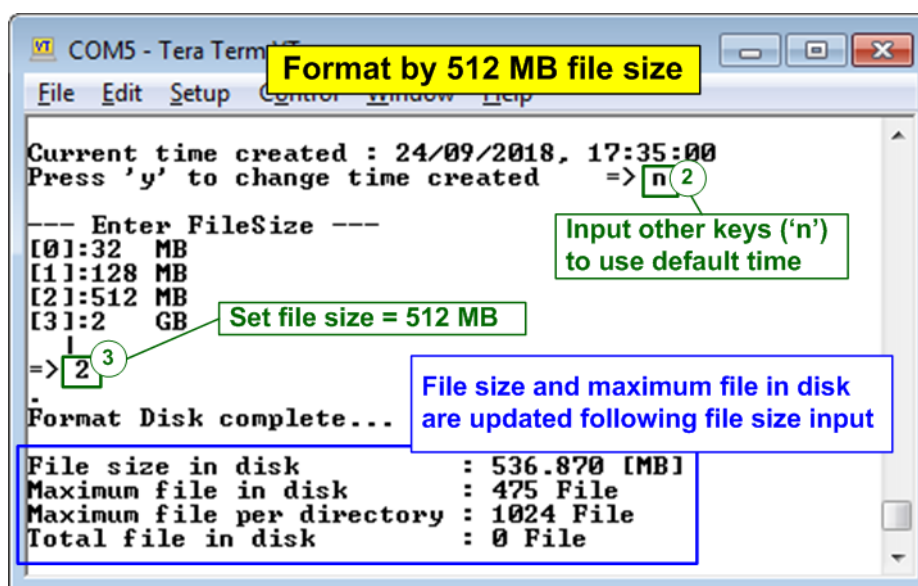 COM5 - Tera Term VT
Format by 512 MB file size
File Edit Setup Control Window Help
Current time created : 24/09/2018, 17:35:00
Press 'y' to change time created => n 2
Input other keys (‘n’)
to use default time
--- Enter FileSize ---
[0]:32 MB
[1]:128 MB
[2]:512 MB
[3]:2 GB
Set file size = 512 MB
=> 2 3
File size and maximum file in disk
are updated following file size input
.
Format Disk complete...
File size in disk : 536.870 [MB]
Maximum file in disk : 475 File
Maximum file per directory : 1024 File
Total file in disk : 0 File